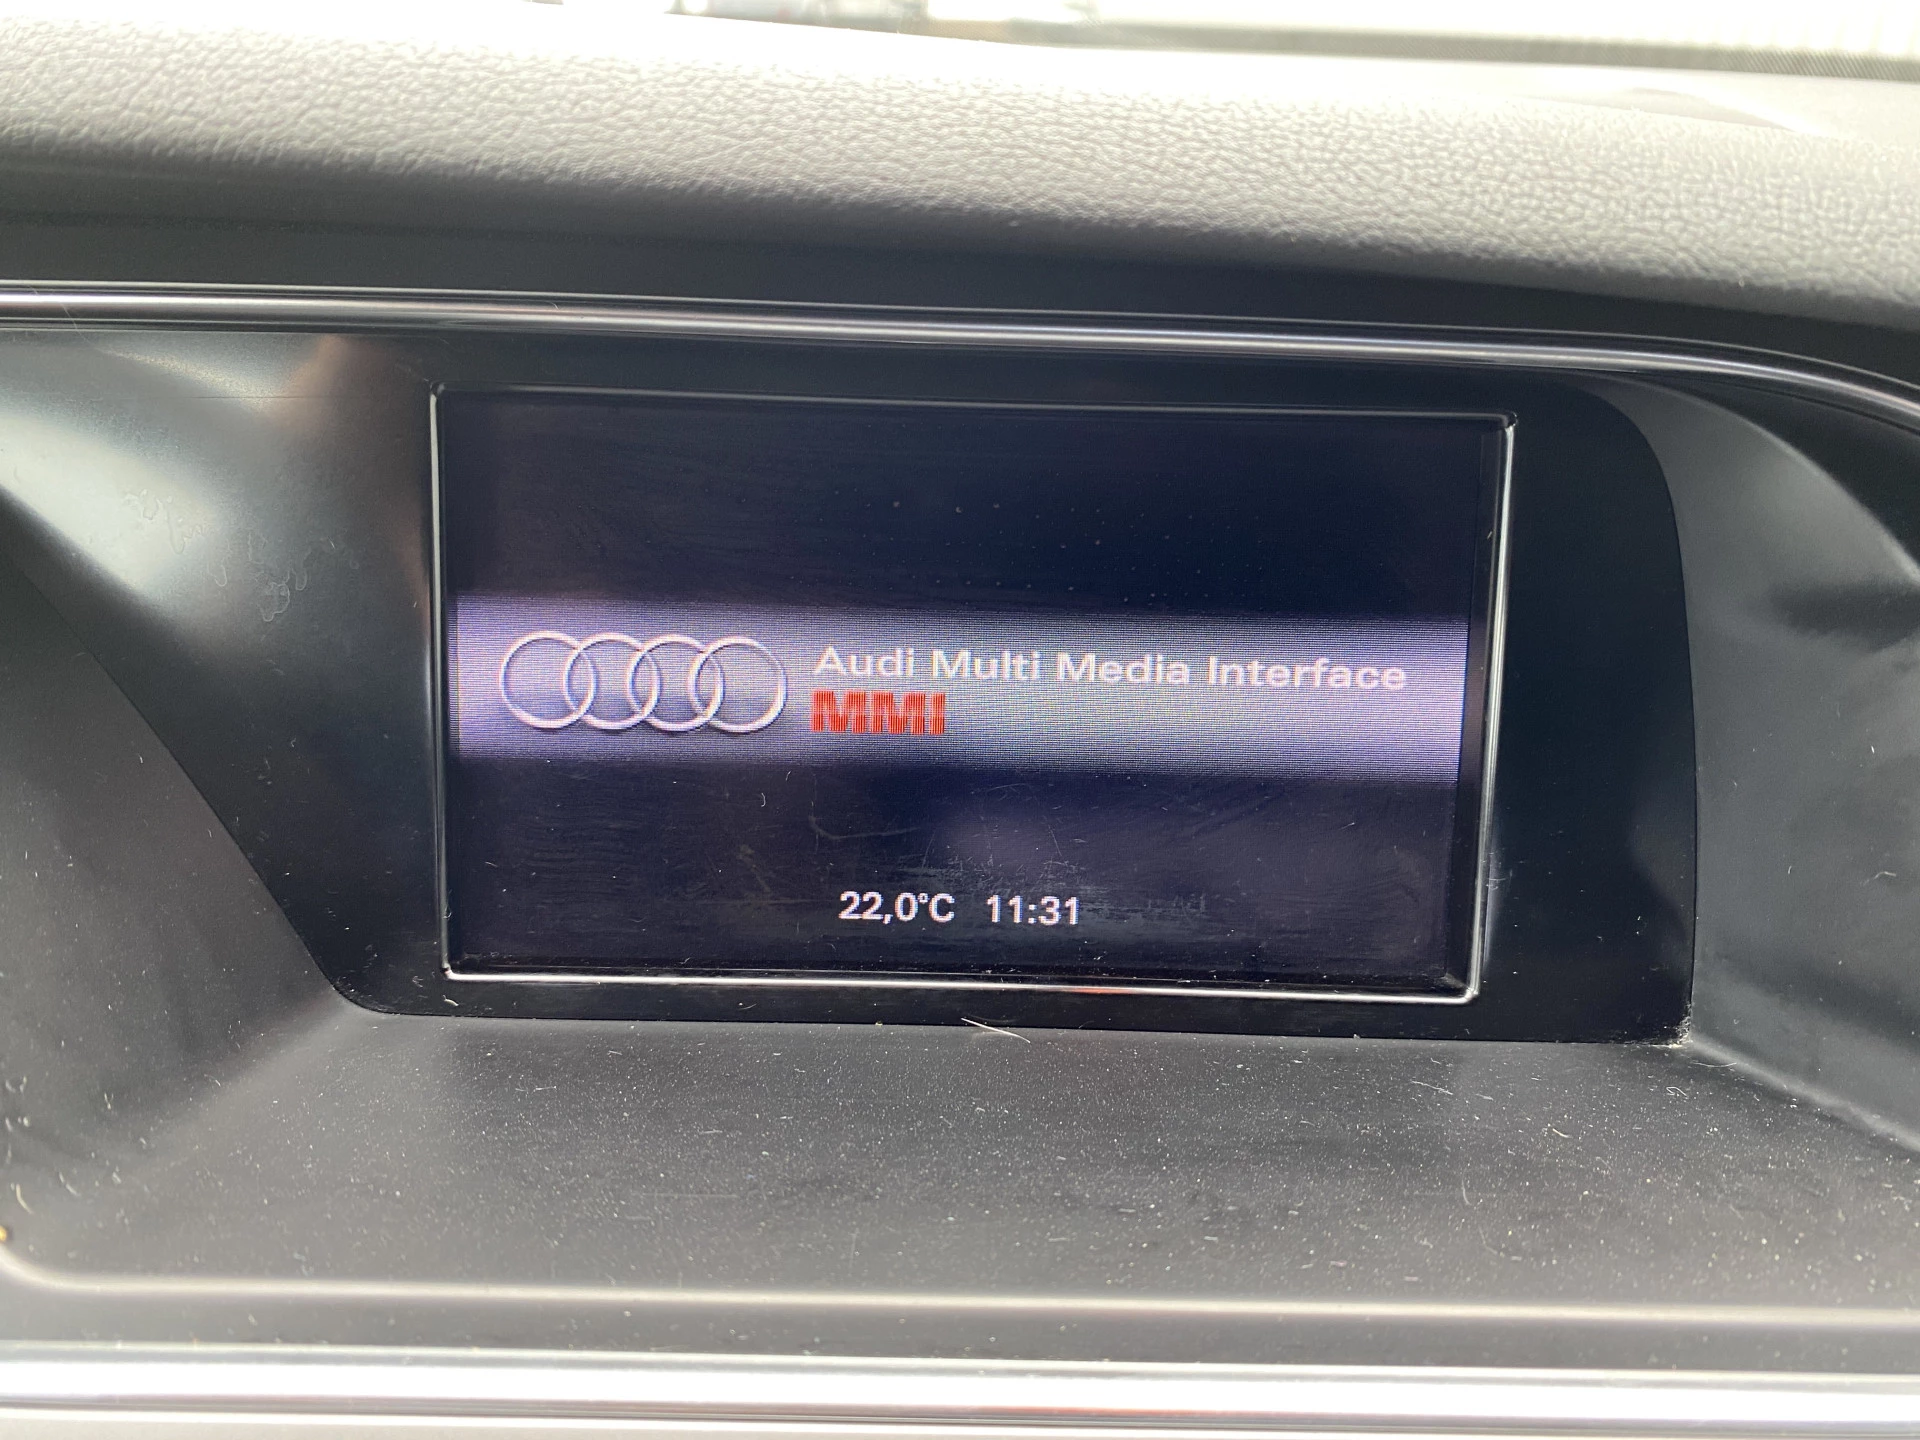 Audi Multi Media Interface
MMI
22,0°C 11:31